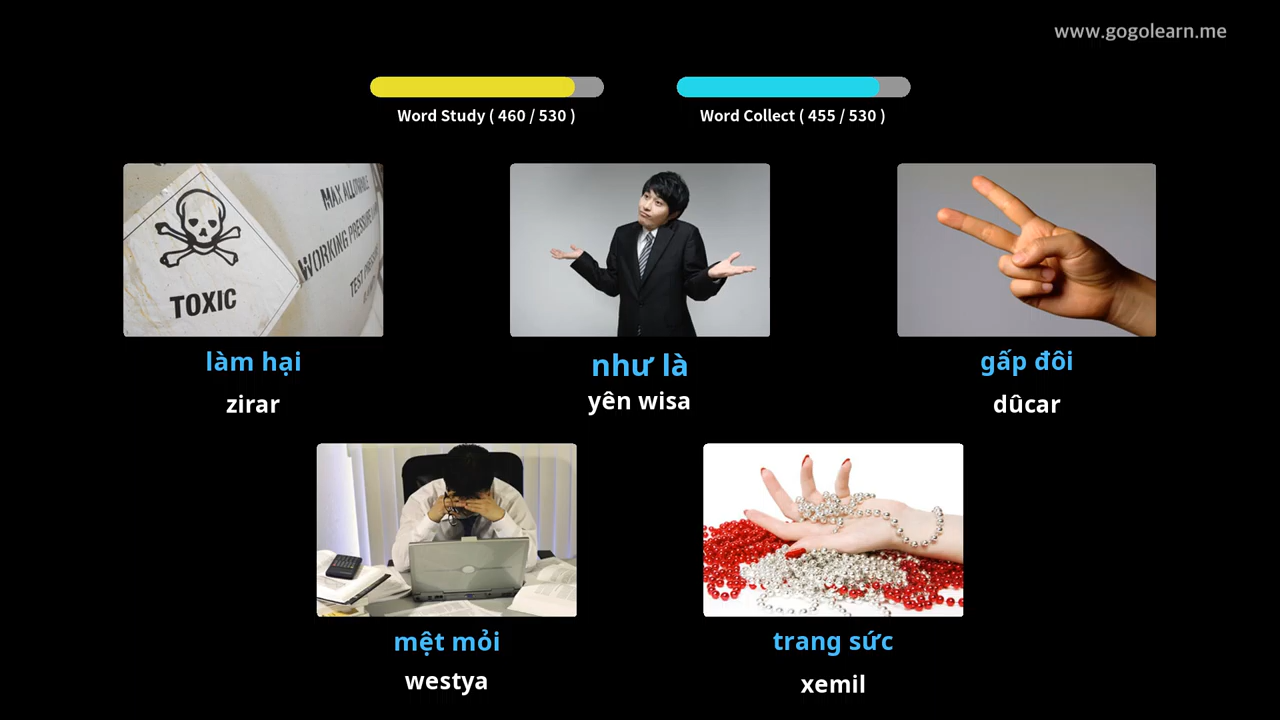 www.gogolearn.me
Word Study ( 460 / 530 )
Word Collect ( 455 / 530 )
TOXIC
MAX ALLOWABLE
WORKING PRESSURE
TEST
làm hại
zirar
như là
yên wisa
gấp đôi
dûcar
mệt mỏi
westya
trang sức
xemil